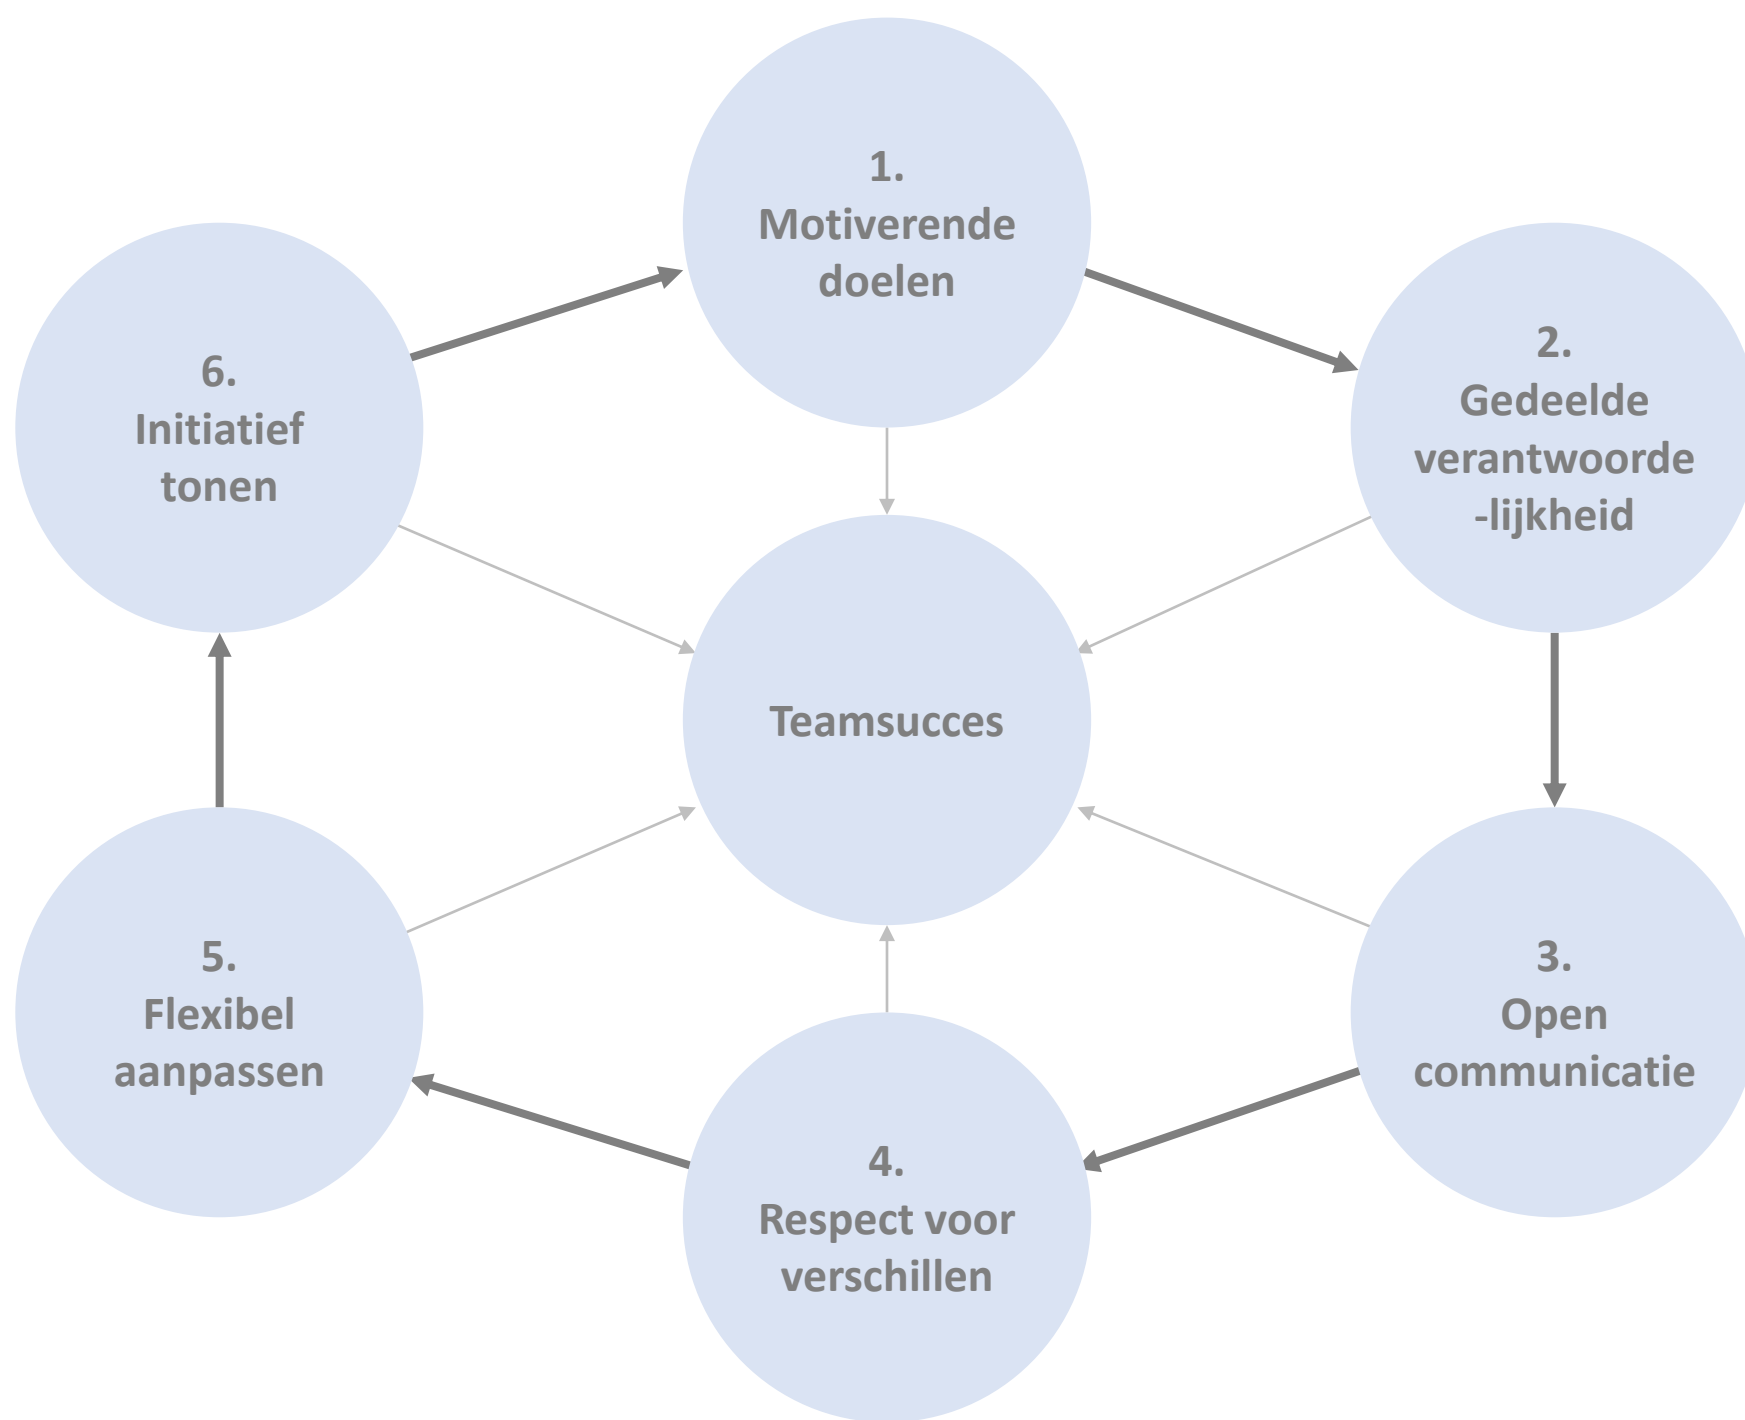 1.
Motiverende
doelen
2.
Gedeelde
verantwoorde
-lijkheid
3.
Open
communicatie
4.
Respect voor
verschillen
5.
Flexibel
aanpassen
6.
Initiatief
tonen
Teamsucces